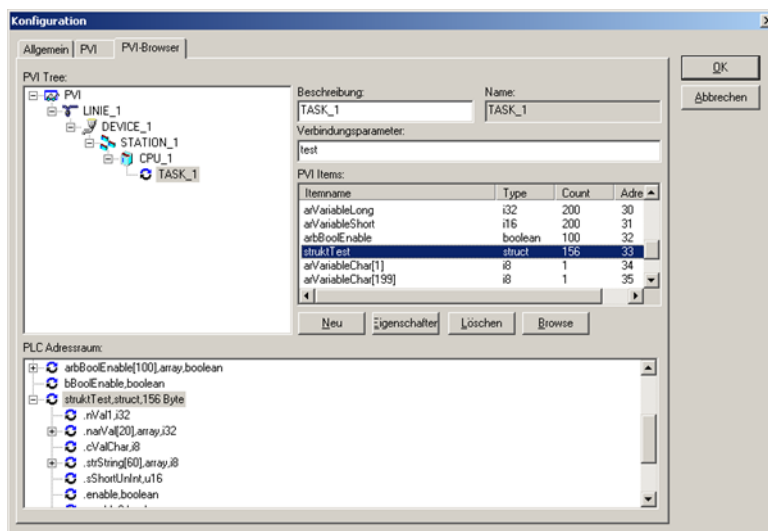 Konfiguration
Allgemein PVI PVI-Browser
OK
Abbrechen
PVI Tree:
PVI
LINIE_1
DEVICE_1
STATION_1
CPU_1
TASK_1
Beschreibung: Name:
TASK_1 TASK_1
Verbindungsparameter:
test
PVI Items:
Itemname Type Count Adre
arVariableLong i32 200 30
arVariableShort i16 200 31
arbBoolEnable boolean 100 32
struktTest struct 156 33
arVariableChar[1] i8 1 34
arVariableChar[199] i8 1 35
Neu Eigenschafter Löschen Browse
PLC Adressraum:
arbBoolEnable[100],array,boolean
bBoolEnable,boolean
struktTest,struct,156 Byte
.nVal1,i32
.narVal[20],array,i32
.cValChar,i8
.strString[60],array,i8
.sShortUnInt,u16
.enable,boolean